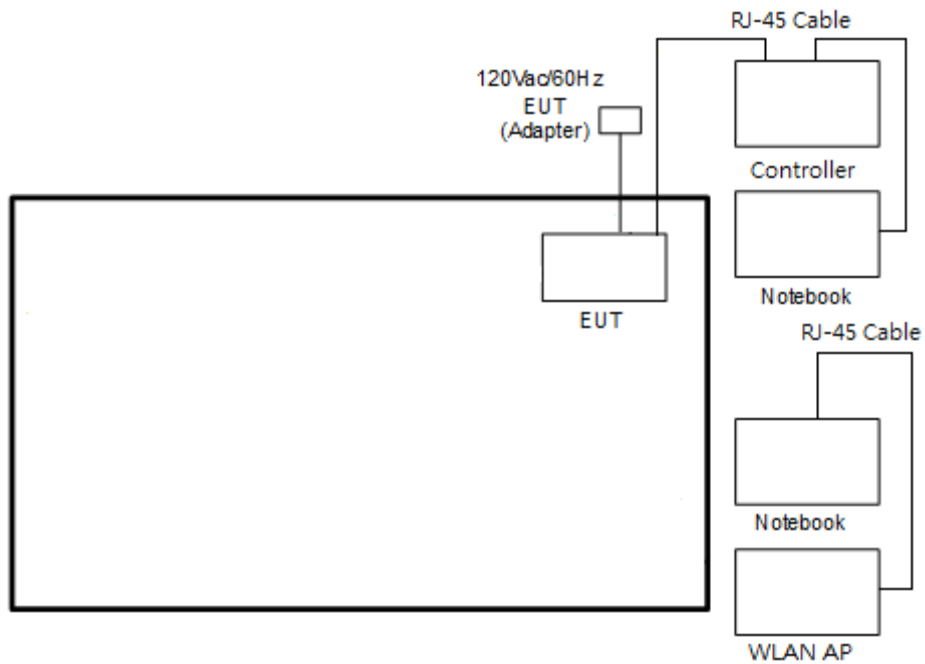 RJ-45 Cable
120Vac/60Hz
EUT
(Adapter)
Controller
Notebook
EUT
RJ-45 Cable
Notebook
WLAN AP